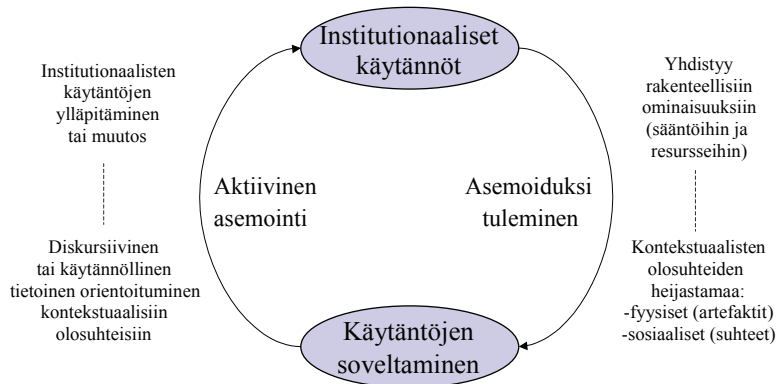 Institutionaaliset
käytännöt
Institutionaalisten
käytäntöjen
ylläpitäminen
tai muutos
Yhdistyy
rakenteellisiin
ominaisuuksiin
(sääntöihin ja
resursseihin)
Aktiivinen
asemointi
Asemoiduksi
tuleminen
Diskursiivinen
tai käytännöllinen
tietoinen orientoituminen
kontekstuaalisiin
olosuhteisiin
Kontekstuaalisten
olosuhteiden
heijastamaa:
-fyysiset (artefaktit)
-sosiaaliset (suhteet)
Käytäntöjen
soveltaminen